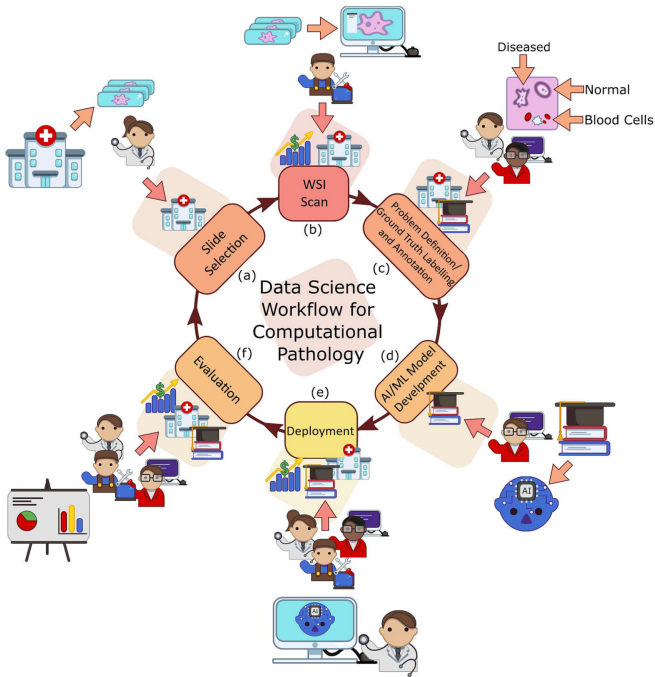 Diseased
Normal
Blood Cells
WSI
Scan
(b)
Problem Definition/
Ground Truth Labelling
and Annotation
(c)
Slide
Selection
(a)
Data Science
Workflow for
Computational
Pathology
(f)
Evaluation
(d)
AI/ML Model
Develpment
(e)
Deployment
$
$
$
AI
AI